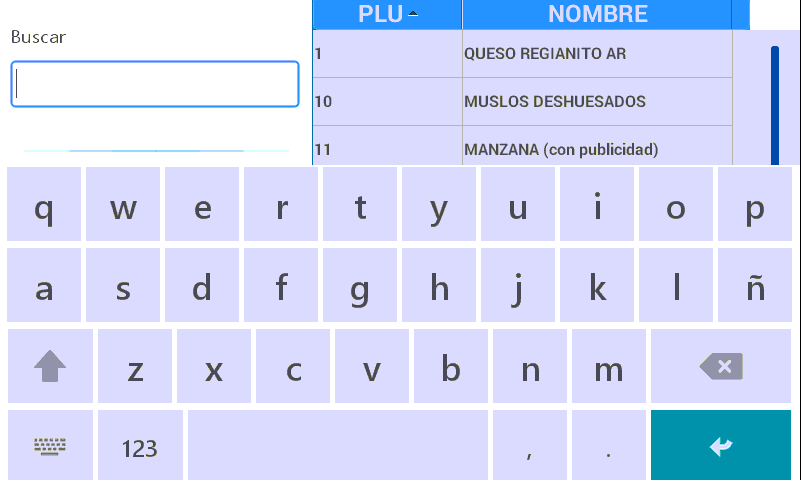 Buscar
PLU NOMBRE
1 QUESO REGIANITO AR
10 MUSLOS DESHUESADOS
11 MANZANA (con publicidad)
q w e r t y u i o p
a s d f g h j k l ñ
z x c v b n m
123 , .